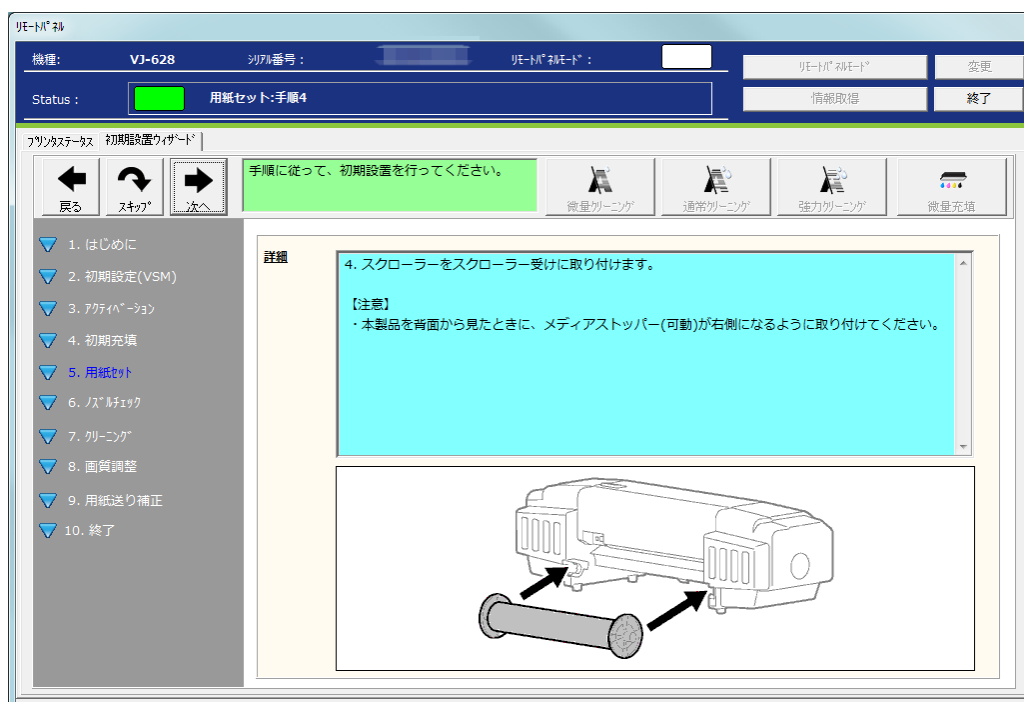 ﾘﾓｰﾄﾊﾟﾈﾙ
機種: VJ-628 ｼﾘｱﾙ番号： ﾘﾓｰﾄﾊﾟﾈﾙﾓｰﾄﾞ：
ﾘﾓｰﾄﾊﾟﾈﾙﾓｰﾄﾞ 変更
Status： 用紙セット:手順4
情報取得 終了
ﾌﾟﾘﾝﾀｽﾃｰﾀｽ 初期設置ｳｨｻﾞｰﾄﾞ
戻る ｽｷｯﾌﾟ 次へ
手順に従って、初期設置を行ってください。
微量ｸﾘｰﾆﾝｸﾞ 通常ｸﾘｰﾆﾝｸﾞ 強力ｸﾘｰﾆﾝｸﾞ 微量充填
1. はじめに
2. 初期設定(VSM)
3. ｱｸﾃｨﾍﾞｰｼｮﾝ
4. 初期充填
5. 用紙ｾｯﾄ
6. ﾉｽﾞﾙﾁｪｯｸ
7. ｸﾘｰﾆﾝｸﾞ
8. 画質調整
9. 用紙送り補正
10. 終了
詳細
4. スクローラーをスクローラー受けに取り付けます。
【注意】
・本製品を背面から見たときに、メディアストッパー(可動)が右側になるように取り付けてください。